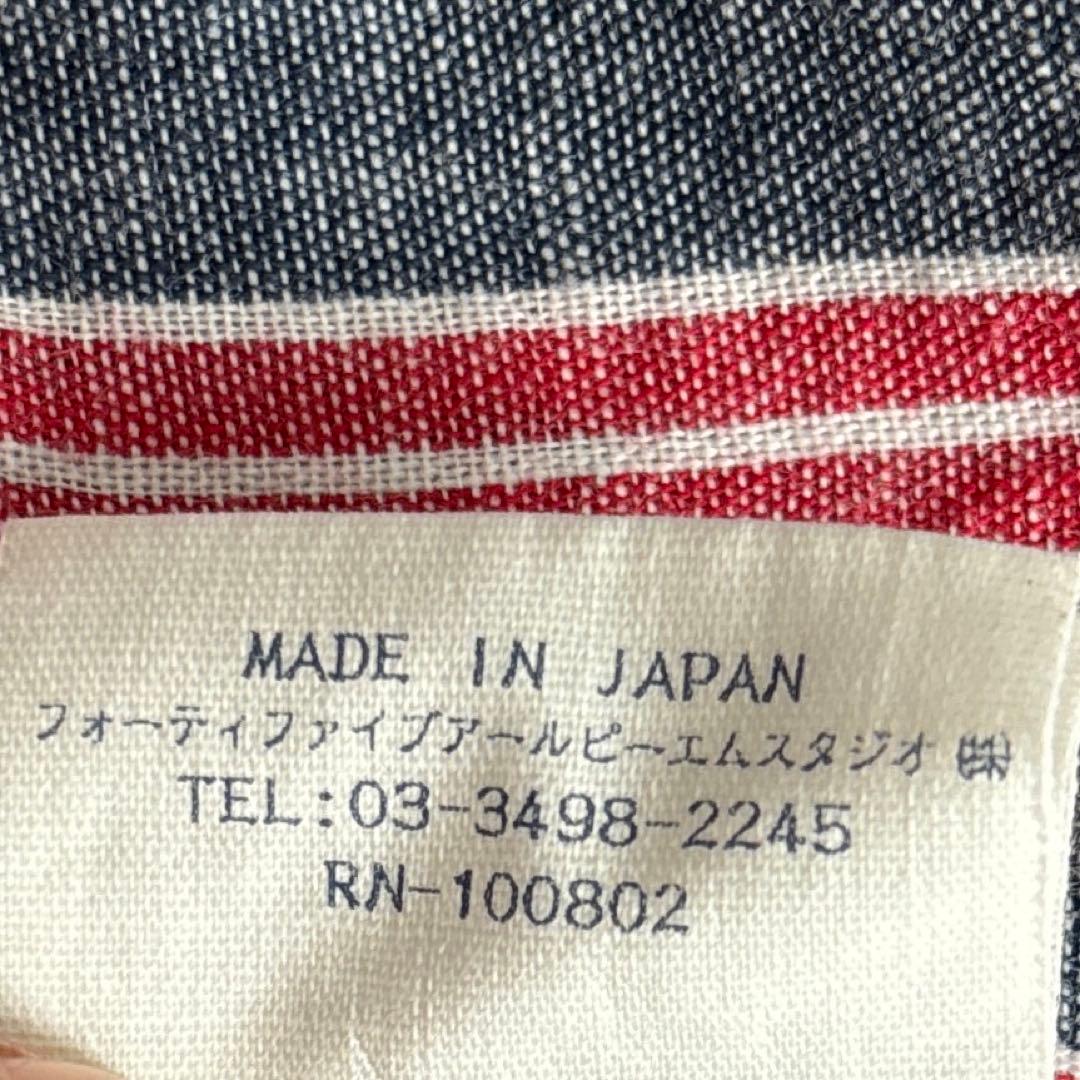 MADE IN JAPAN
フォーティファイブアールピーエムスタジオ ㈱
TEL:03-3498-2245
RN-100802